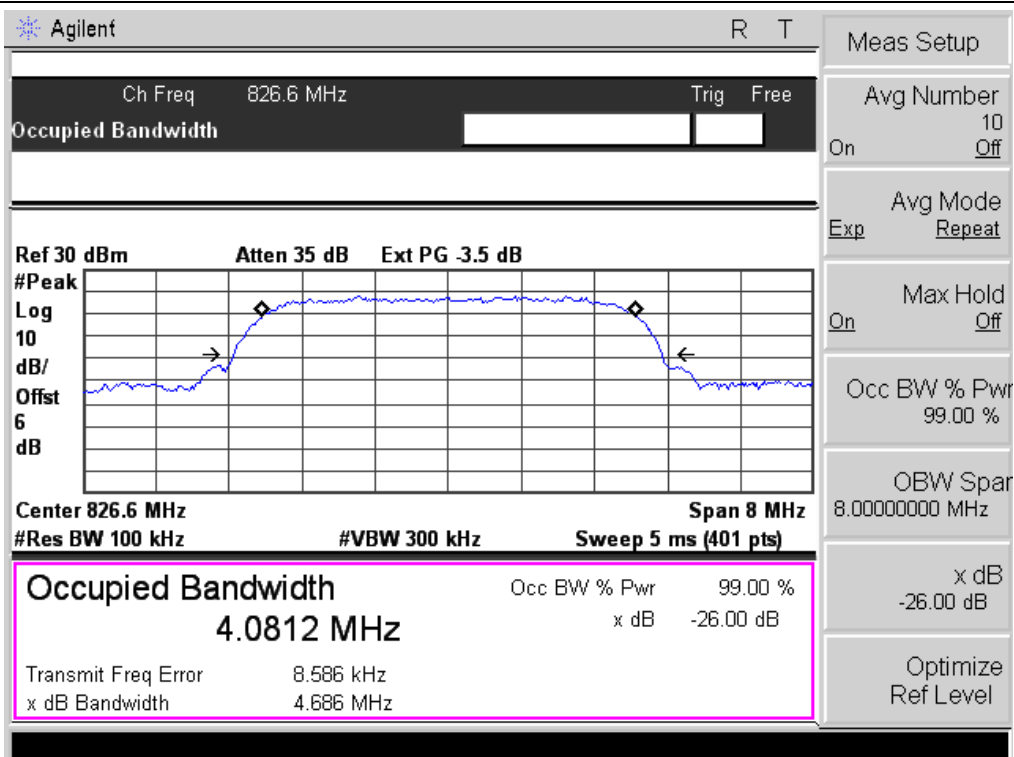 Agilent R T
Ch Freq 826.6 MHz Trig Free
Occupied Bandwidth
Ref 30 dBm Atten 35 dB Ext PG -3.5 dB
#Peak
Log
10
dB/
Offst
6
dB
Center 826.6 MHz Span 8 MHz
#Res BW 100 kHz #VBW 300 kHz Sweep 5 ms (401 pts)
Occupied Bandwidth
4.0812 MHz
Occ BW % Pwr 99.00 %
x dB -26.00 dB
Transmit Freq Error 8.586 kHz
x dB Bandwidth 4.686 MHz
Meas Setup
Avg Number
10
On Off
Avg Mode
Exp Repeat
Max Hold
On Off
Occ BW % Pwr
99.00 %
OBW Span
8.00000000 MHz
x dB
-26.00 dB
Optimize
Ref Level